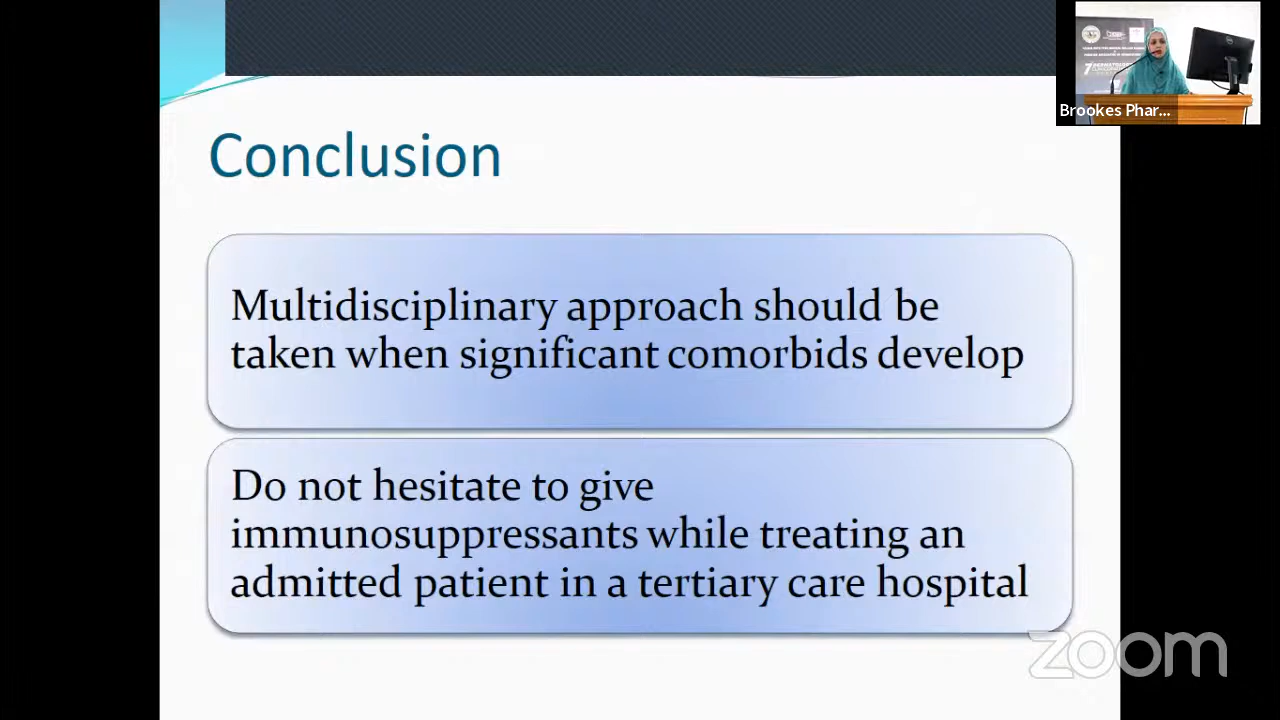 Conclusion
Multidisciplinary approach should be
taken when significant comorbids develop
Do not hesitate to give
immunosuppressants while treating an
admitted patient in a tertiary care hospital
Brookes Phar...
zoom